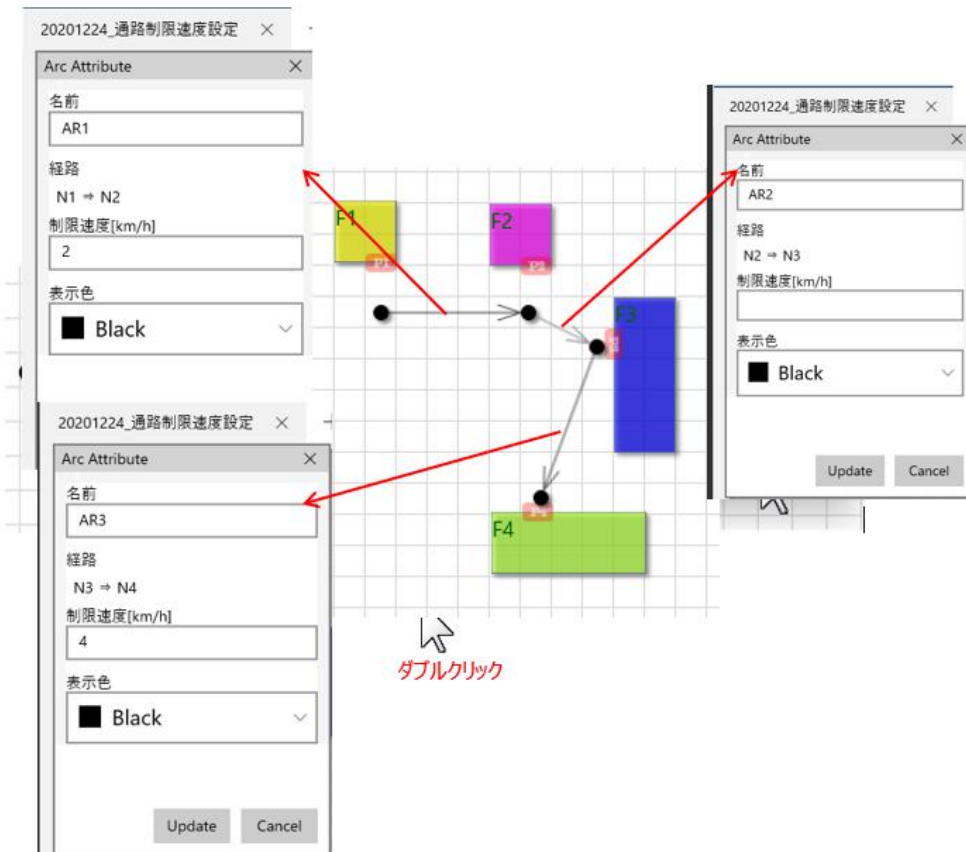 20201224_通路制限速度設定 ×
Arc Attribute ×
名前
AR1
経路
N1 ⇒ N2
制限速度[km/h]
2
表示色
Black
20201224_通路制限速度設定 ×
Arc Attribute ×
名前
AR2
経路
N2 ⇒ N3
制限速度[km/h]
表示色
Black
Update Cancel
F1
P1
F2
P2
F3
F4
20201224_通路制限速度設定 ×
Arc Attribute ×
名前
AR3
経路
N3 ⇒ N4
制限速度[km/h]
4
表示色
Black
Update Cancel
ダブルクリック